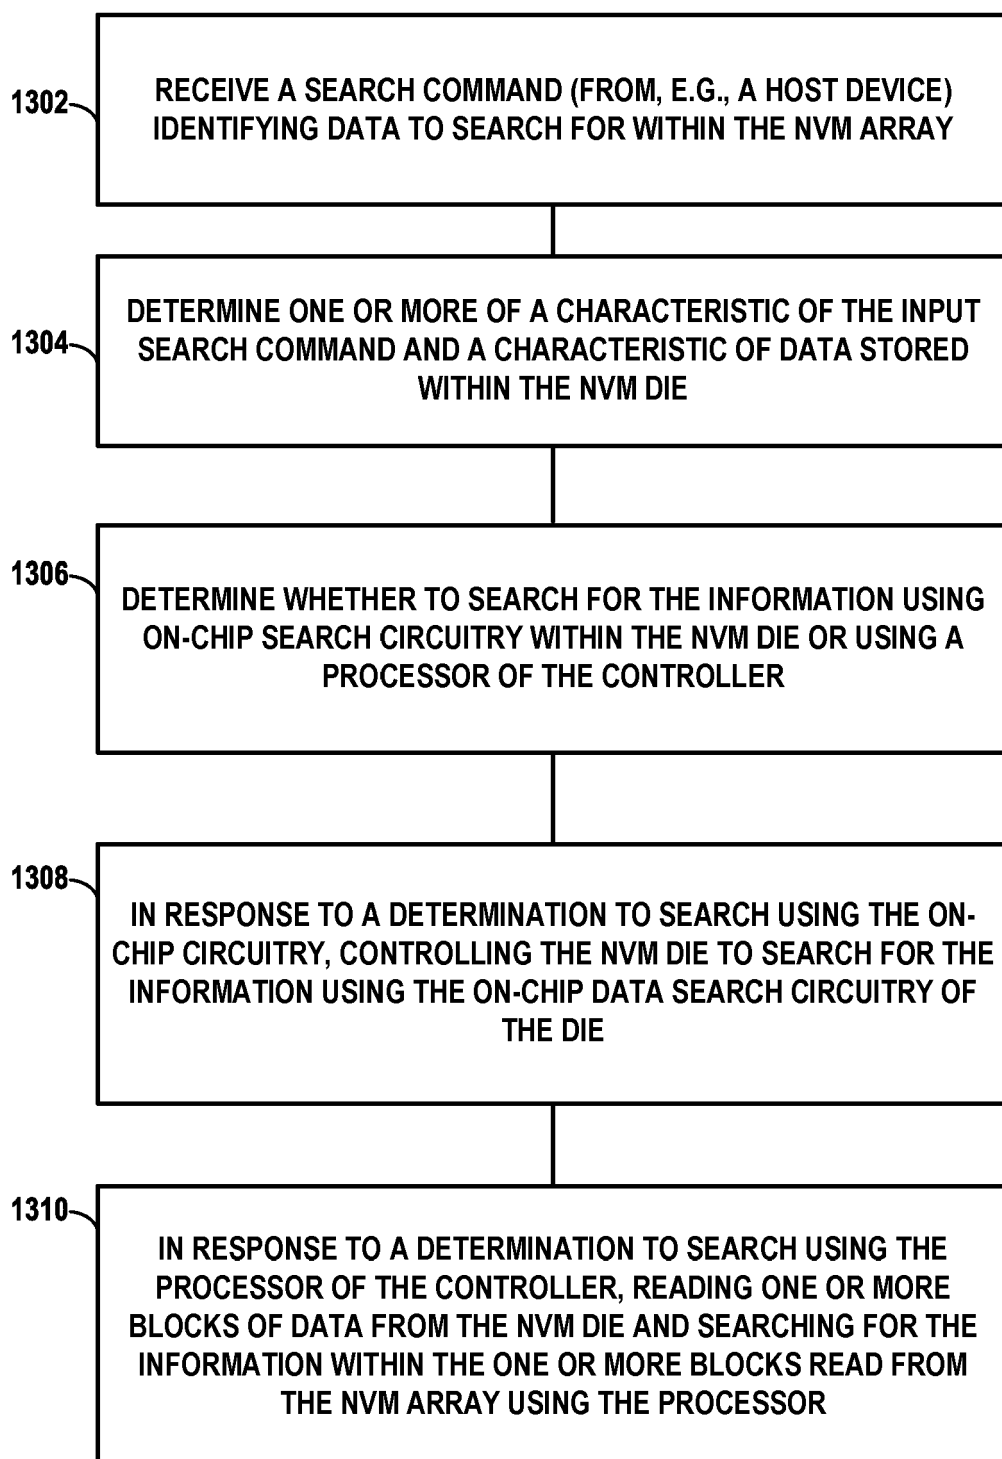 1302
RECEIVE A SEARCH COMMAND (FROM, E.G., A HOST DEVICE)
IDENTIFYING DATA TO SEARCH FOR WITHIN THE NVM ARRAY
1304
DETERMINE ONE OR MORE OF A CHARACTERISTIC OF THE INPUT
SEARCH COMMAND AND A CHARACTERISTIC OF DATA STORED
WITHIN THE NVM DIE
1306
DETERMINE WHETHER TO SEARCH FOR THE INFORMATION USING
ON-CHIP SEARCH CIRCUITRY WITHIN THE NVM DIE OR USING A
PROCESSOR OF THE CONTROLLER
1308
IN RESPONSE TO A DETERMINATION TO SEARCH USING THE ON-
CHIP CIRCUITRY, CONTROLLING THE NVM DIE TO SEARCH FOR THE
INFORMATION USING THE ON-CHIP DATA SEARCH CIRCUITRY OF
THE DIE
1310
IN RESPONSE TO A DETERMINATION TO SEARCH USING THE
PROCESSOR OF THE CONTROLLER, READING ONE OR MORE
BLOCKS OF DATA FROM THE NVM DIE AND SEARCHING FOR THE
INFORMATION WITHIN THE ONE OR MORE BLOCKS READ FROM
THE NVM ARRAY USING THE PROCESSOR